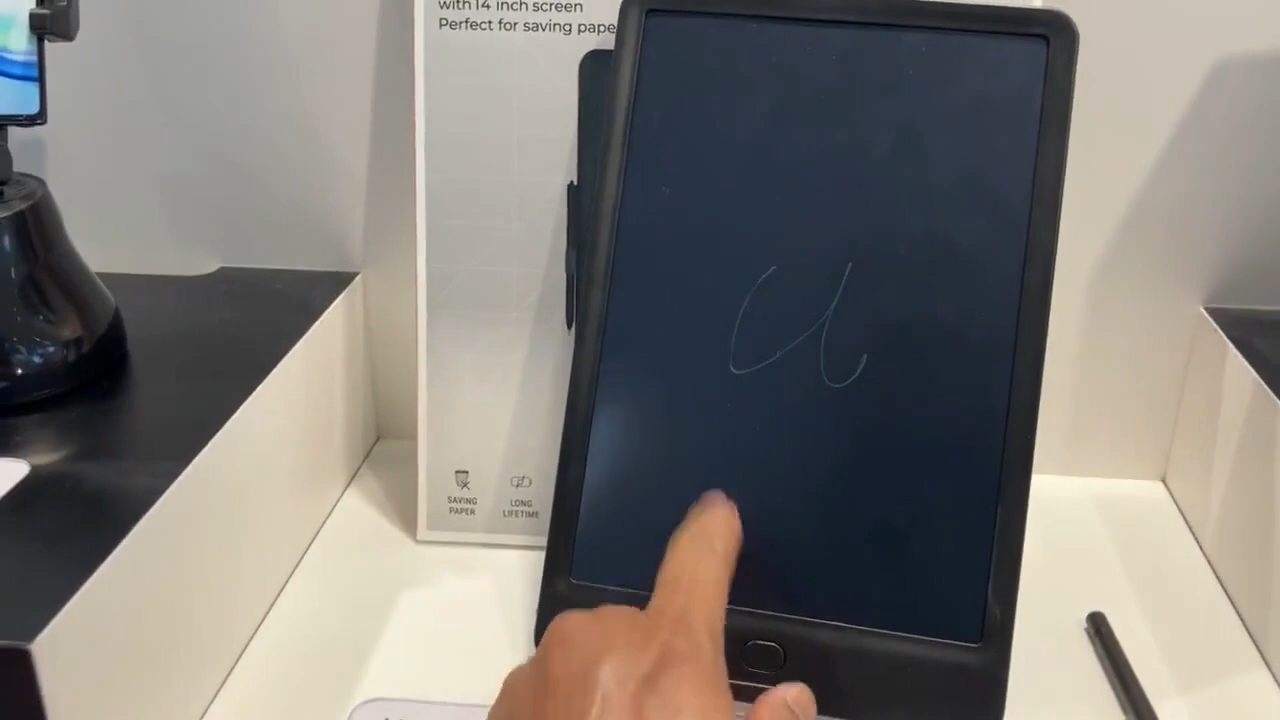 with 14 inch screen
Perfect for saving pape
U
SAVING
PAPER
LONG
LIFETIME